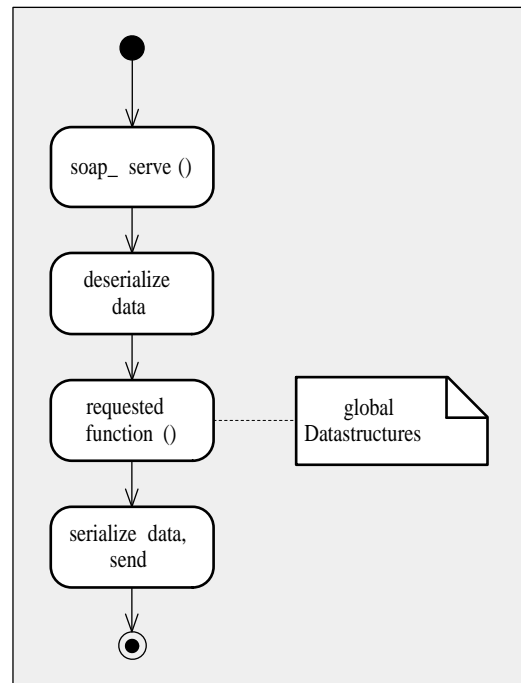 soap_ serve ()
deserialize
data
requested
function ()
global
Datastructures
serialize data,
send